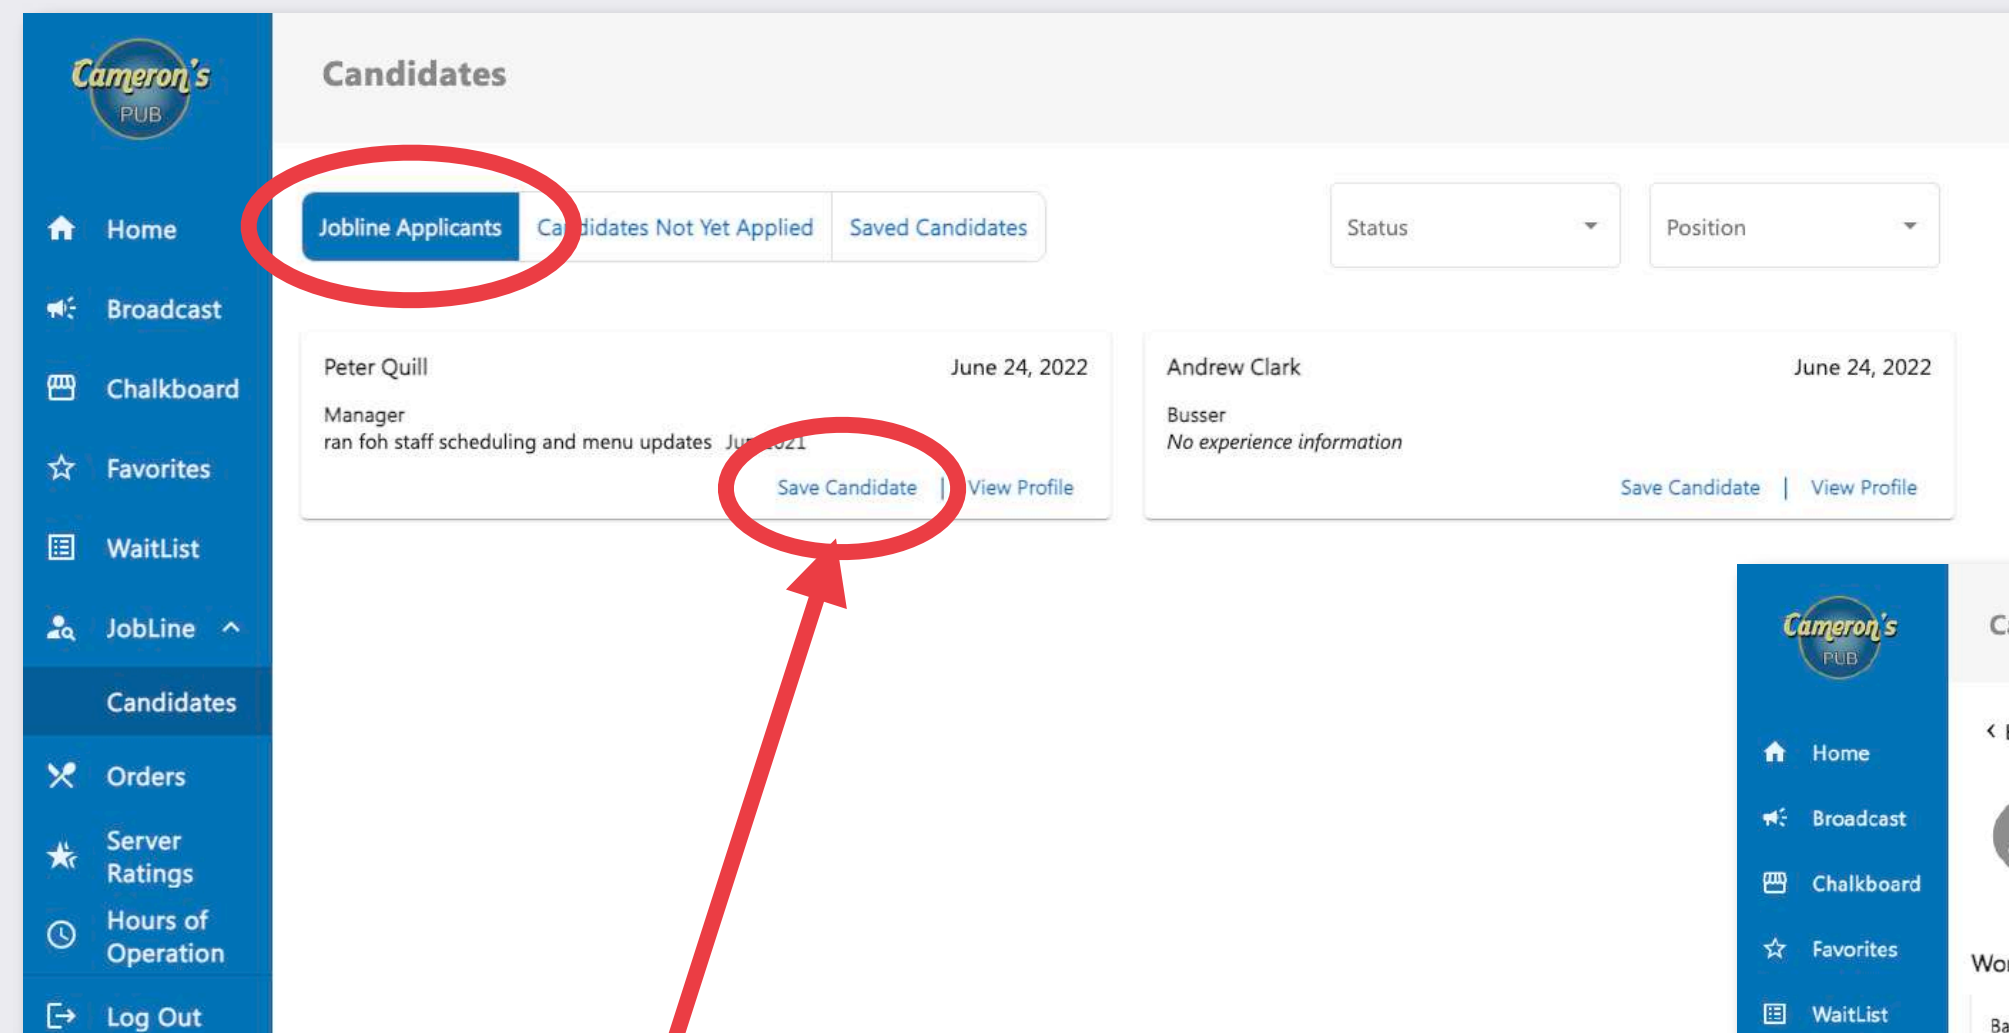 Cameron's
PUB
Candidates
Home
Broadcast
Chalkboard
Favorites
WaitList
JobLine
Candidates
Orders
Server
Ratings
Hours of
Operation
Log Out
Jobline Applicants
Candidates Not Yet Applied
Saved Candidates
Status
Position
Peter Quill
June 24, 2022
Manager
ran foh staff scheduling and menu updates
Save Candidate | View Profile
Andrew Clark
June 24, 2022
Busser
No experience information
Save Candidate | View Profile
Cameron's
PUB
Home
Broadcast
Chalkboard
Favorites
WaitList